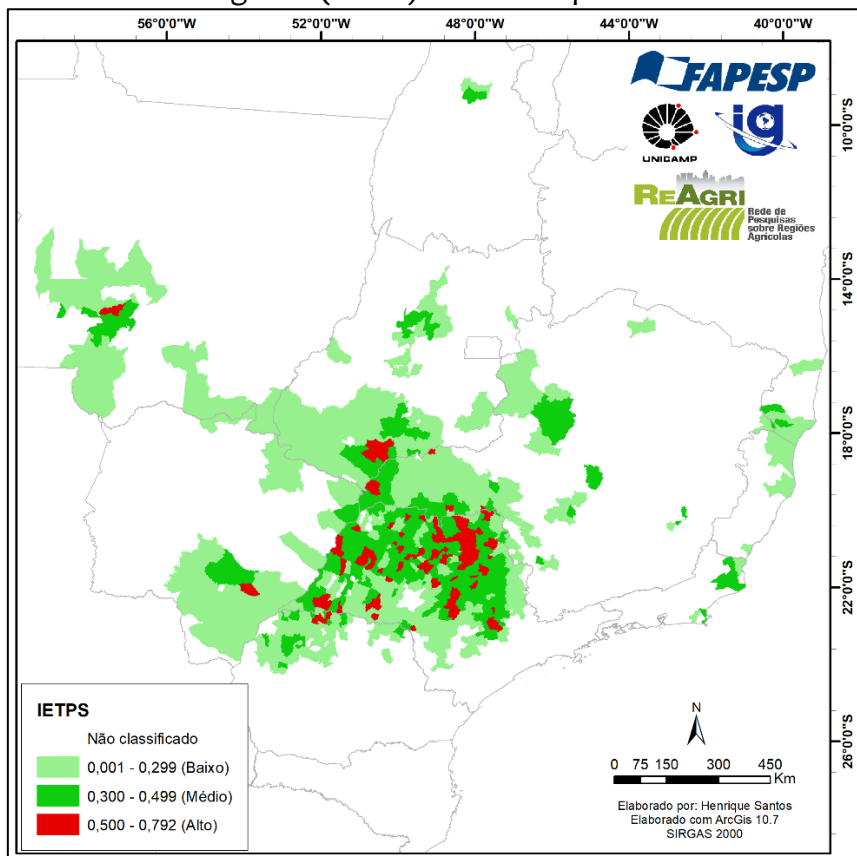 56°0'0"W 52°0'0"W 48°0'0"W 44°0'0"W 40°0'0"W
FAPESP
UNICAMP
ig
REAGRI
Rede de
Pesquisas
sobre Regiões
Agrícolas
10°0'0"S
14°0'0"S
18°0'0"S
22°0'0"S
26°0'0"S
IETPS
Não classificado
0,001 - 0,299 (Baixo)
0,300 - 0,499 (Médio)
0,500 - 0,792 (Alto)
N
0 75 150 300 450
Km
Elaborado por: Henrique Santos
Elaborado com ArcGis 10.7
SIRGAS 2000